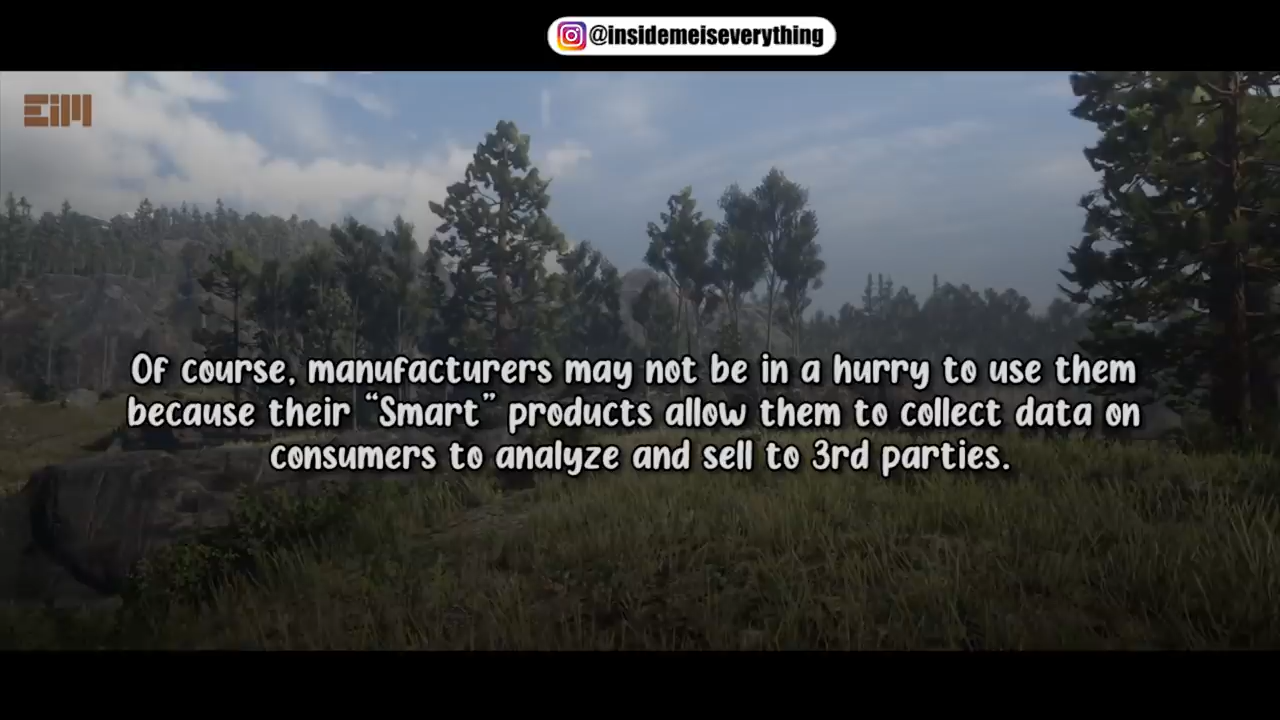 @insidemeiseverything
EiM
Of course, manufacturers may not be in a hurry to use them
because their “Smart” products allow them to collect data on
consumers to analyze and sell to 3rd parties.